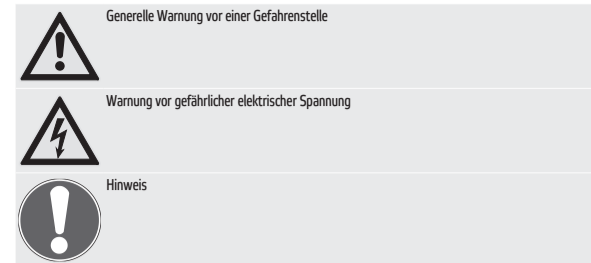 Generelle Warnung vor einer Gefahrenstelle
Warnung vor gefährlicher elektrischer Spannung
Hinweis